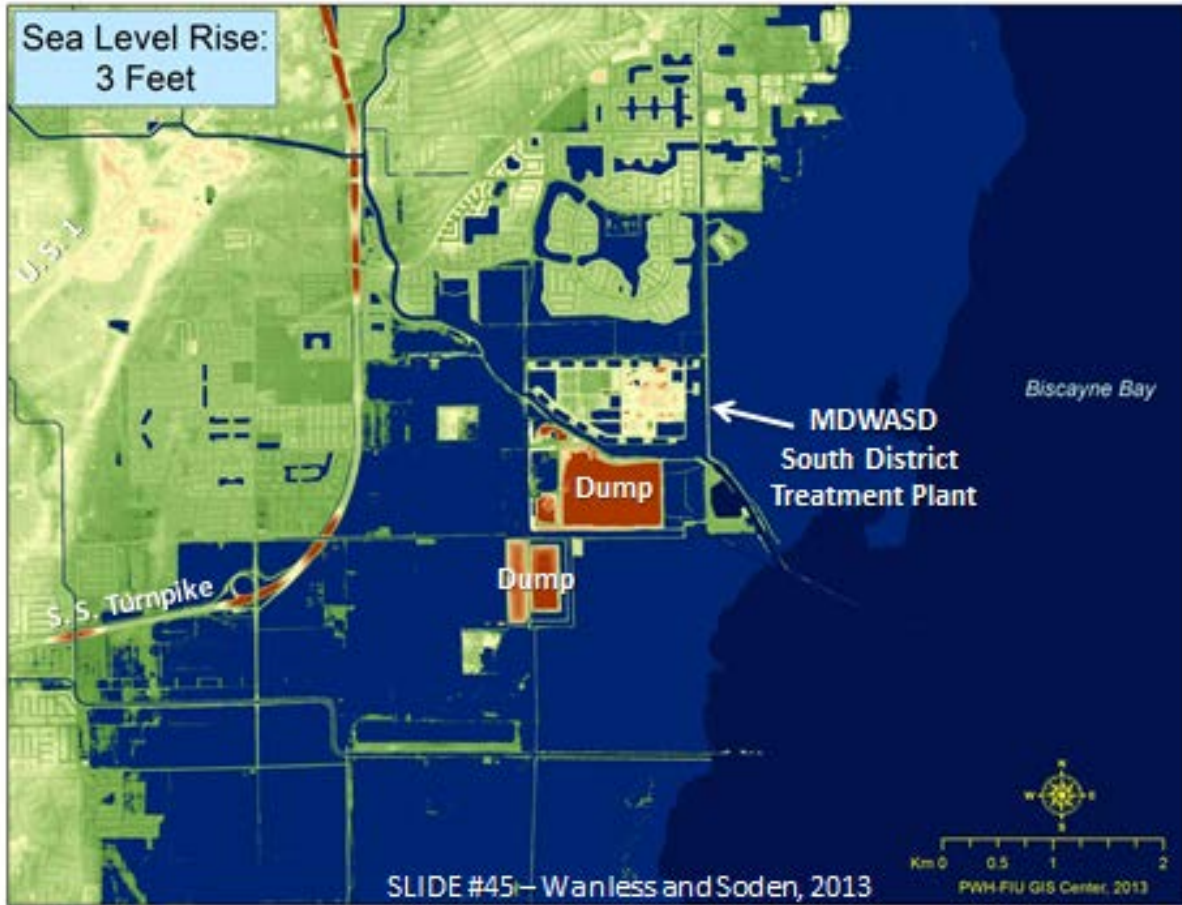 Sea Level Rise:
3 Feet
U. S. 1
Biscayne Bay
MDWASD
South District
Treatment Plant
Dump
Dump
S. S. Turnpike
N
W E
S
Km 0 0.5 1 2
PWH-FIU GIS Center, 2013
SLIDE #45 – Wanless and Soden, 2013